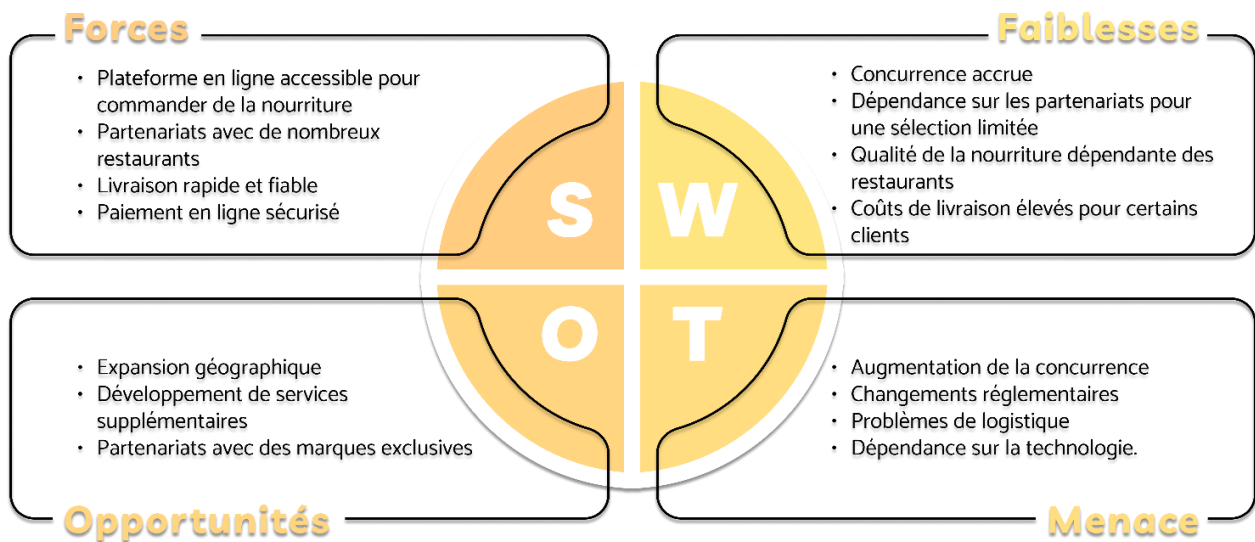 Forces
• Plateforme en ligne accessible pour
commander de la nourriture
• Partenariats avec de nombreux
restaurants
• Livraison rapide et fiable
• Paiement en ligne sécurisé
Faiblesses
• Concurrence accrue
• Dépendance sur les partenariats pour
une sélection limitée
• Qualité de la nourriture dépendante des
restaurants
• Coûts de livraison élevés pour certains
clients
S
W
O
T
• Expansion géographique
• Développement de services
supplémentaires
• Partenariats avec des marques exclusives
Opportunités
• Augmentation de la concurrence
• Changements réglementaires
• Problèmes de logistique
• Dépendance sur la technologie.
Menace